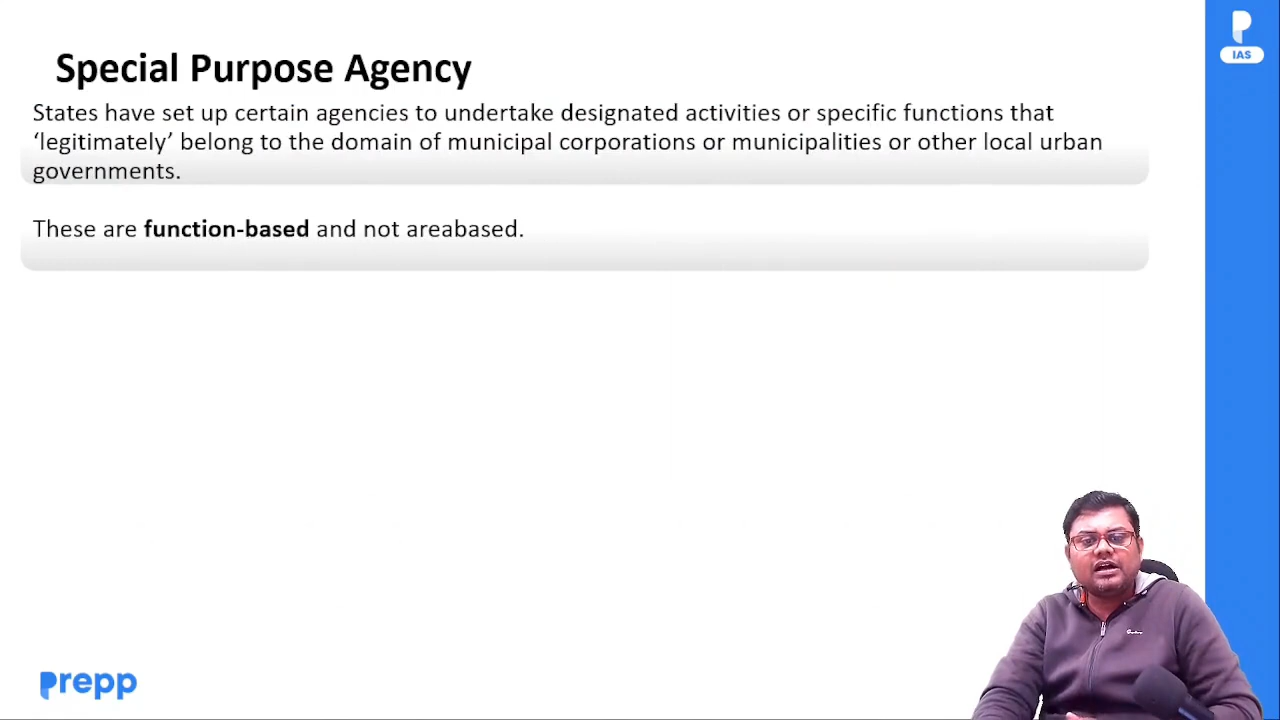 Special Purpose Agency
States have set up certain agencies to undertake designated activities or specific functions that
‘legitimately’ belong to the domain of municipal corporations or municipalities or other local urban
governments.
These are function-based and not areabased.
IAS
Prepp